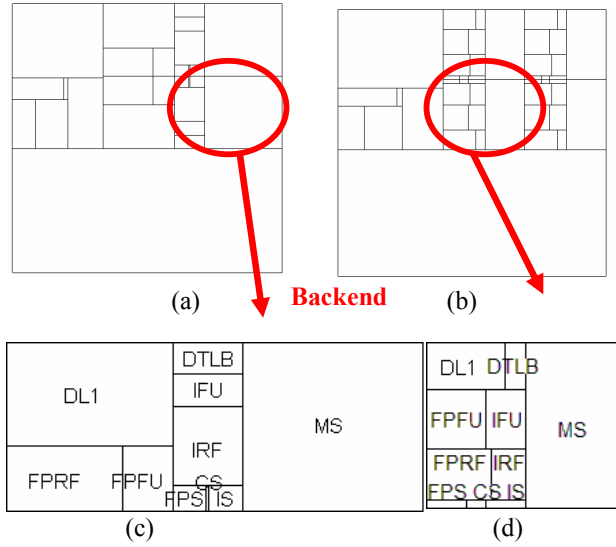 (a)
Backend
(b)
DL1
DTLB
IFU
MS
IRF
FPRF
FPFU
CS
FPS
IS
DL1 DTLB
FPFU IFU
MS
FPRF IRF
FPS CS IS
(c)
(d)